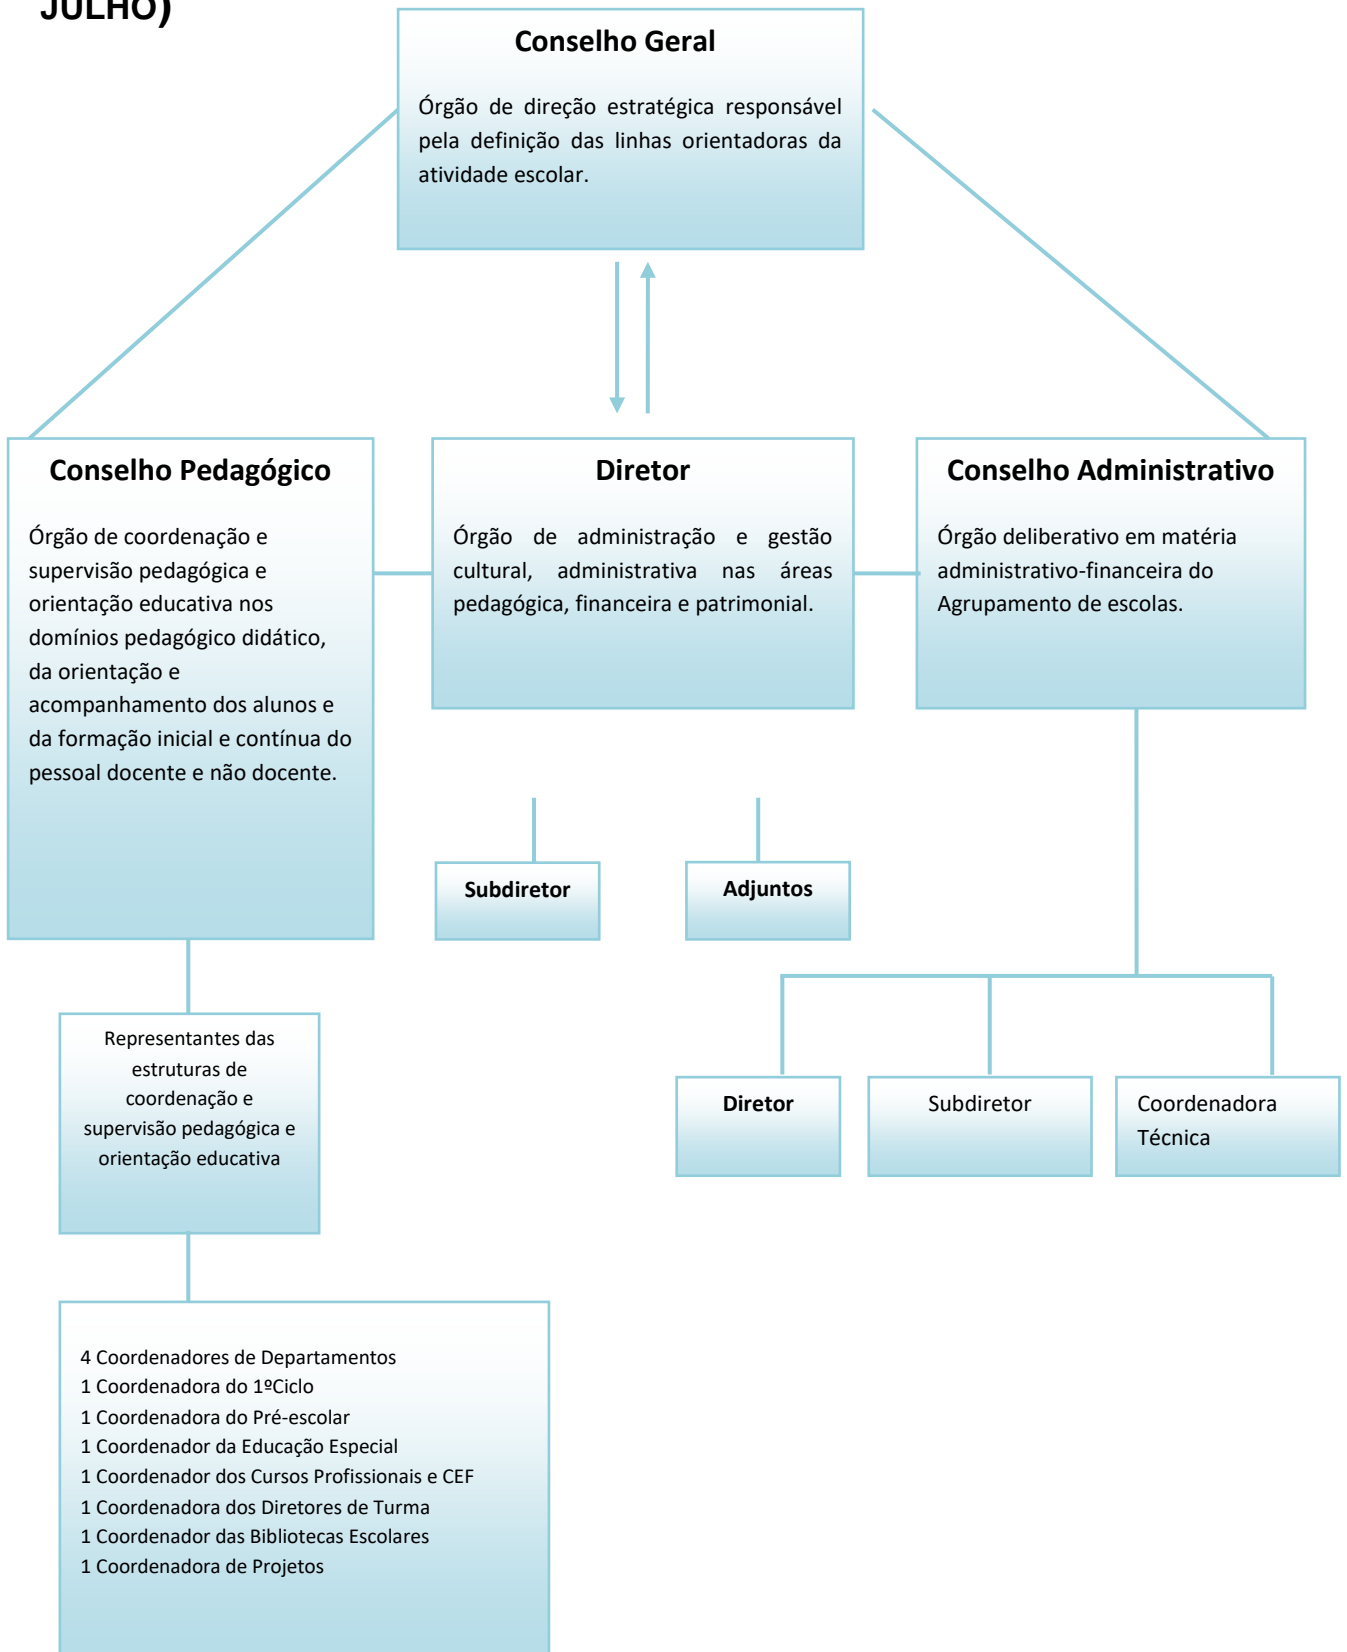 JULHO)
Conselho Geral
Órgão de direção estratégica responsável
pela definição das linhas orientadoras da
atividade escolar.
Conselho Pedagógico
Órgão de coordenação e
supervisão pedagógica e
orientação educativa nos
domínios pedagógico didático,
da orientação e
acompanhamento dos alunos e
da formação inicial e contínua do
pessoal docente e não docente.
Diretor
Órgão de administração e gestão
cultural, administrativa nas áreas
pedagógica, financeira e patrimonial.
Conselho Administrativo
Órgão deliberativo em matéria
administrativo-financeira do
Agrupamento de escolas.
Subdiretor
Adjuntos
Representantes das
estruturas de
coordenação e
supervisão pedagógica e
orientação educativa
Diretor
Subdiretor
Coordenadora
Técnica
4 Coordenadores de Departamentos
1 Coordenadora do 1ºCiclo
1 Coordenadora do Pré-escolar
1 Coordenador da Educação Especial
1 Coordenador dos Cursos Profissionais e CEF
1 Coordenadora dos Diretores de Turma
1 Coordenador das Bibliotecas Escolares
1 Coordenadora de Projetos